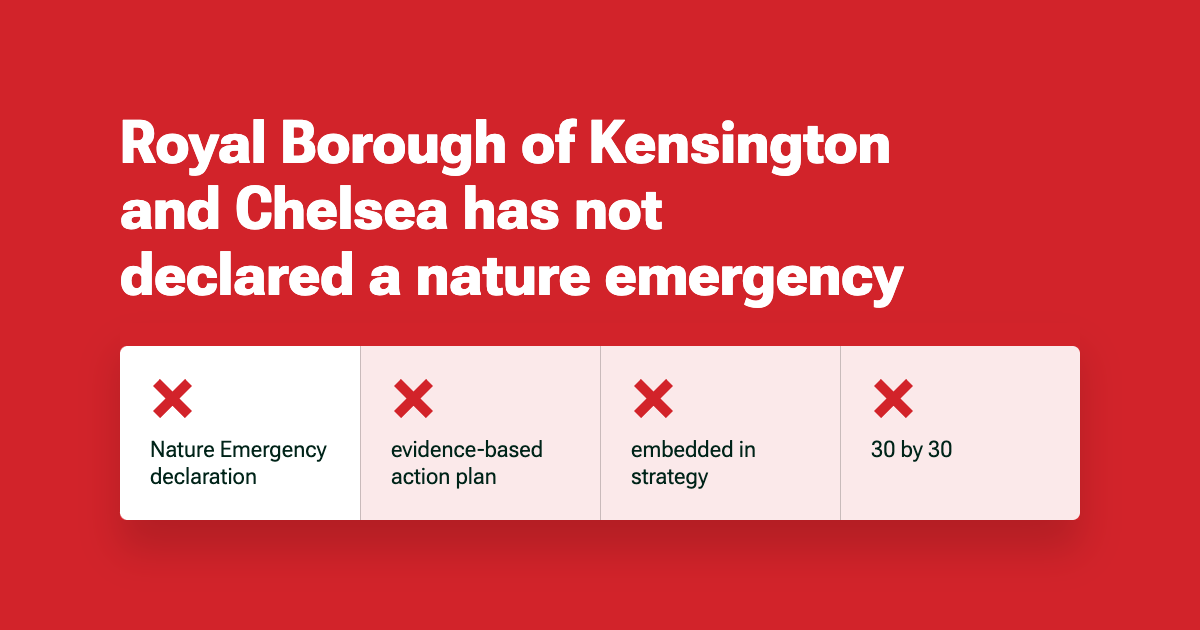 Royal Borough of Kensington
and Chelsea has not
declared a nature emergency
Nature Emergency
declaration
evidence-based
action plan
embedded in
strategy
30 by 30